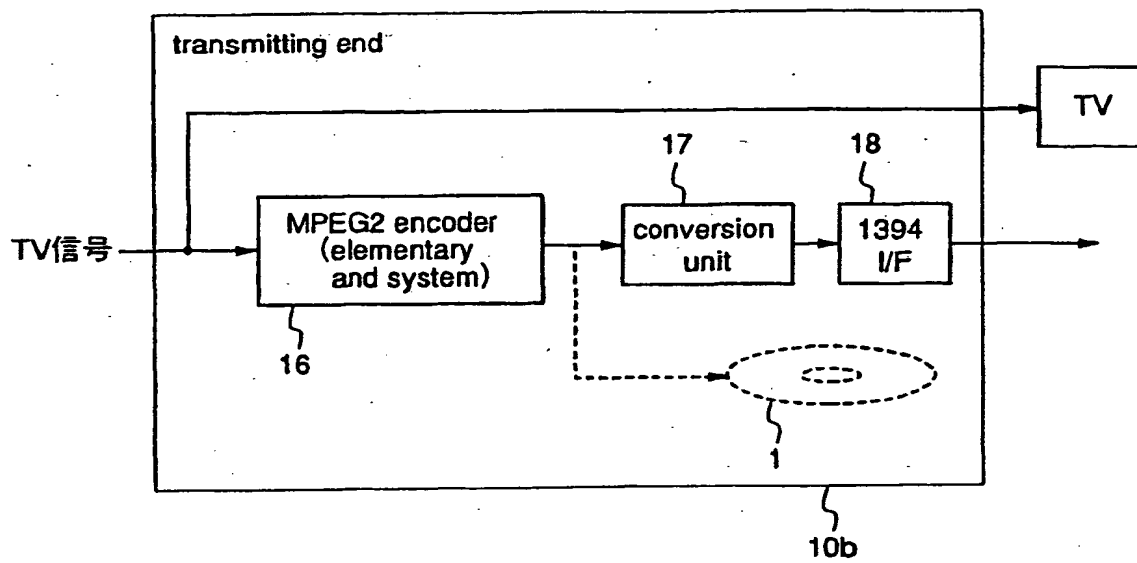 transmitting end
TV
17
18
MPEG2 encoder
(elementary
and system)
conversion
unit
1394
I/F
TV信号
16
1
10b